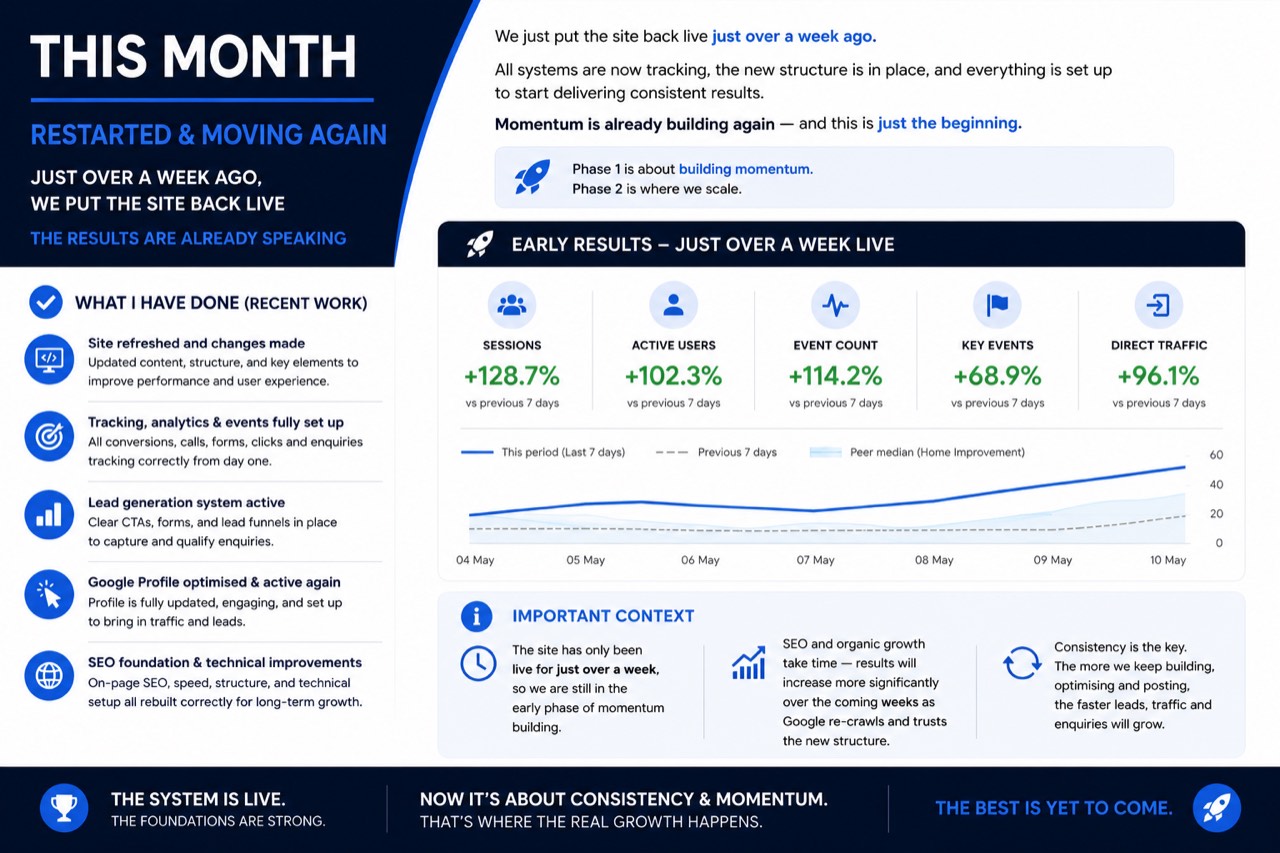 THIS MONTH
RESTARTED & MOVING AGAIN
JUST OVER A WEEK AGO,
WE PUT THE SITE BACK LIVE
THE RESULTS ARE ALREADY SPEAKING
We just put the site back live just over a week ago.
All systems are now tracking, the new structure is in place, and everything is set up
to start delivering consistent results.
Momentum is already building again — and this is just the beginning.
Phase 1 is about building momentum.
Phase 2 is where we scale.
WHAT I HAVE DONE (RECENT WORK)
Site refreshed and changes made
Updated content, structure, and key elements to
improve performance and user experience.
Tracking, analytics & events fully set up
All conversions, calls, forms, clicks and enquiries
tracking correctly from day one.
Lead generation system active
Clear CTAs, forms, and lead funnels in place
to capture and qualify enquiries.
Google Profile optimised & active again
Profile is fully updated, engaging, and set up
to bring in traffic and leads.
SEO foundation & technical improvements
On-page SEO, speed, structure, and technical
setup all rebuilt correctly for long-term growth.
EARLY RESULTS – JUST OVER A WEEK LIVE
SESSIONS
+128.7%
vs previous 7 days
ACTIVE USERS
+102.3%
vs previous 7 days
EVENT COUNT
+114.2%
vs previous 7 days
KEY EVENTS
+68.9%
vs previous 7 days
DIRECT TRAFFIC
+96.1%
vs previous 7 days
This period (Last 7 days)
Previous 7 days
Peer median (Home Improvement)
60
40
20
0
04 May
05 May
06 May
07 May
08 May
09 May
10 May
IMPORTANT CONTEXT
The site has only been
live for just over a week,
so we are still in the
early phase of momentum
building.
SEO and organic growth
take time — results will
increase more significantly
over the coming weeks as
Google re-crawls and trusts
the new structure.
Consistency is the key.
The more we keep building,
optimising and posting,
the faster leads, traffic and
enquiries will grow.
THE SYSTEM IS LIVE.
THE FOUNDATIONS ARE STRONG.
NOW IT'S ABOUT CONSISTENCY & MOMENTUM.
THAT'S WHERE THE REAL GROWTH HAPPENS.
THE BEST IS YET TO COME.